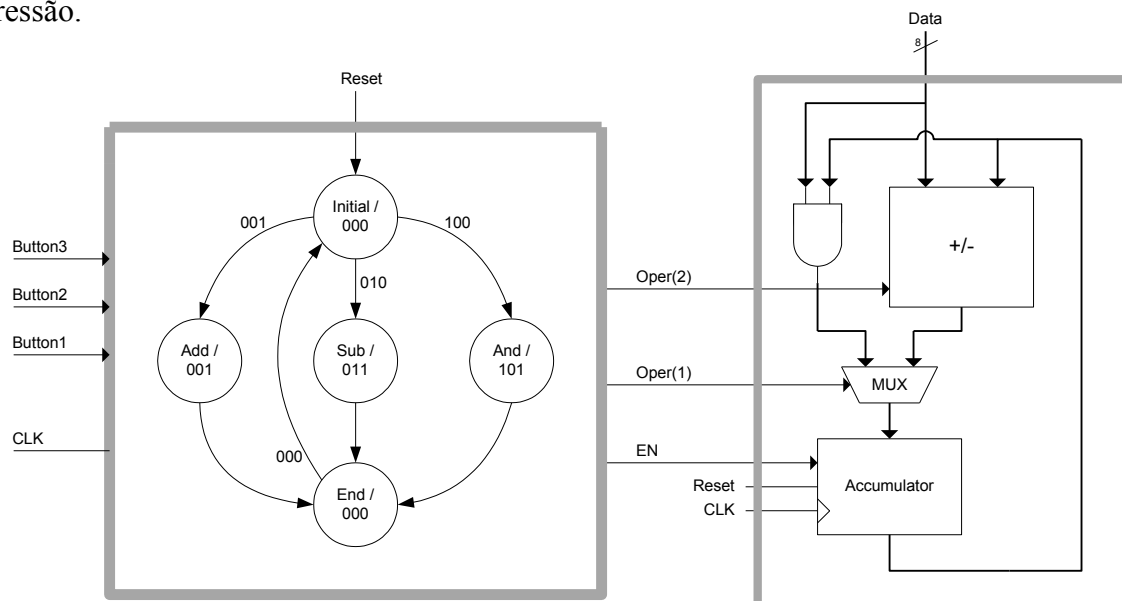 ressão.
Data
8
Reset
Initial /
000
001
100
010
Button3
Button2
Button1
CLK
Add /
001
Sub /
011
And /
101
000
End /
000
Oper(2)
Oper(1)
EN
Reset
CLK
+/-
MUX
Accumulator